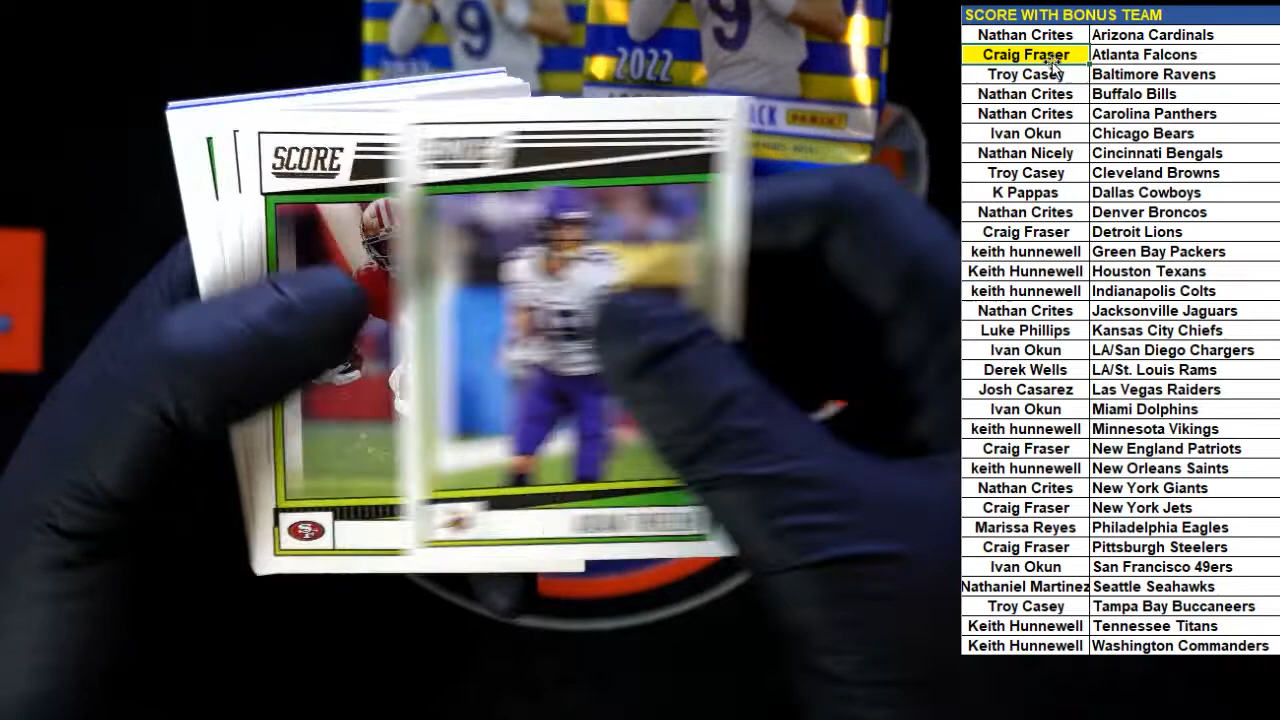 SCORE WITH BONUS TEAM
Nathan Crites Arizona Cardinals
Craig Fraser Atlanta Falcons
Troy Casey Baltimore Ravens
Nathan Crites Buffalo Bills
Nathan Crites Carolina Panthers
Ivan Okun Chicago Bears
Nathan Nicely Cincinnati Bengals
Troy Casey Cleveland Browns
K Pappas Dallas Cowboys
Nathan Crites Denver Broncos
Craig Fraser Detroit Lions
keith hunnewell Green Bay Packers
Keith Hunnewell Houston Texans
keith hunnewell Indianapolis Colts
Nathan Crites Jacksonville Jaguars
Luke Phillips Kansas City Chiefs
Ivan Okun LA/San Diego Chargers
Derek Wells LA/St. Louis Rams
Josh Casarez Las Vegas Raiders
Ivan Okun Miami Dolphins
keith hunnewell Minnesota Vikings
Craig Fraser New England Patriots
keith hunnewell New Orleans Saints
Nathan Crites New York Giants
Craig Fraser New York Jets
Marissa Reyes Philadelphia Eagles
Craig Fraser Pittsburgh Steelers
Ivan Okun San Francisco 49ers
Nathaniel Martinez Seattle Seahawks
Troy Casey Tampa Bay Buccaneers
Keith Hunnewell Tennessee Titans
Keith Hunnewell Washington Commanders
9
9
2022
PANINI
SCORE
SF